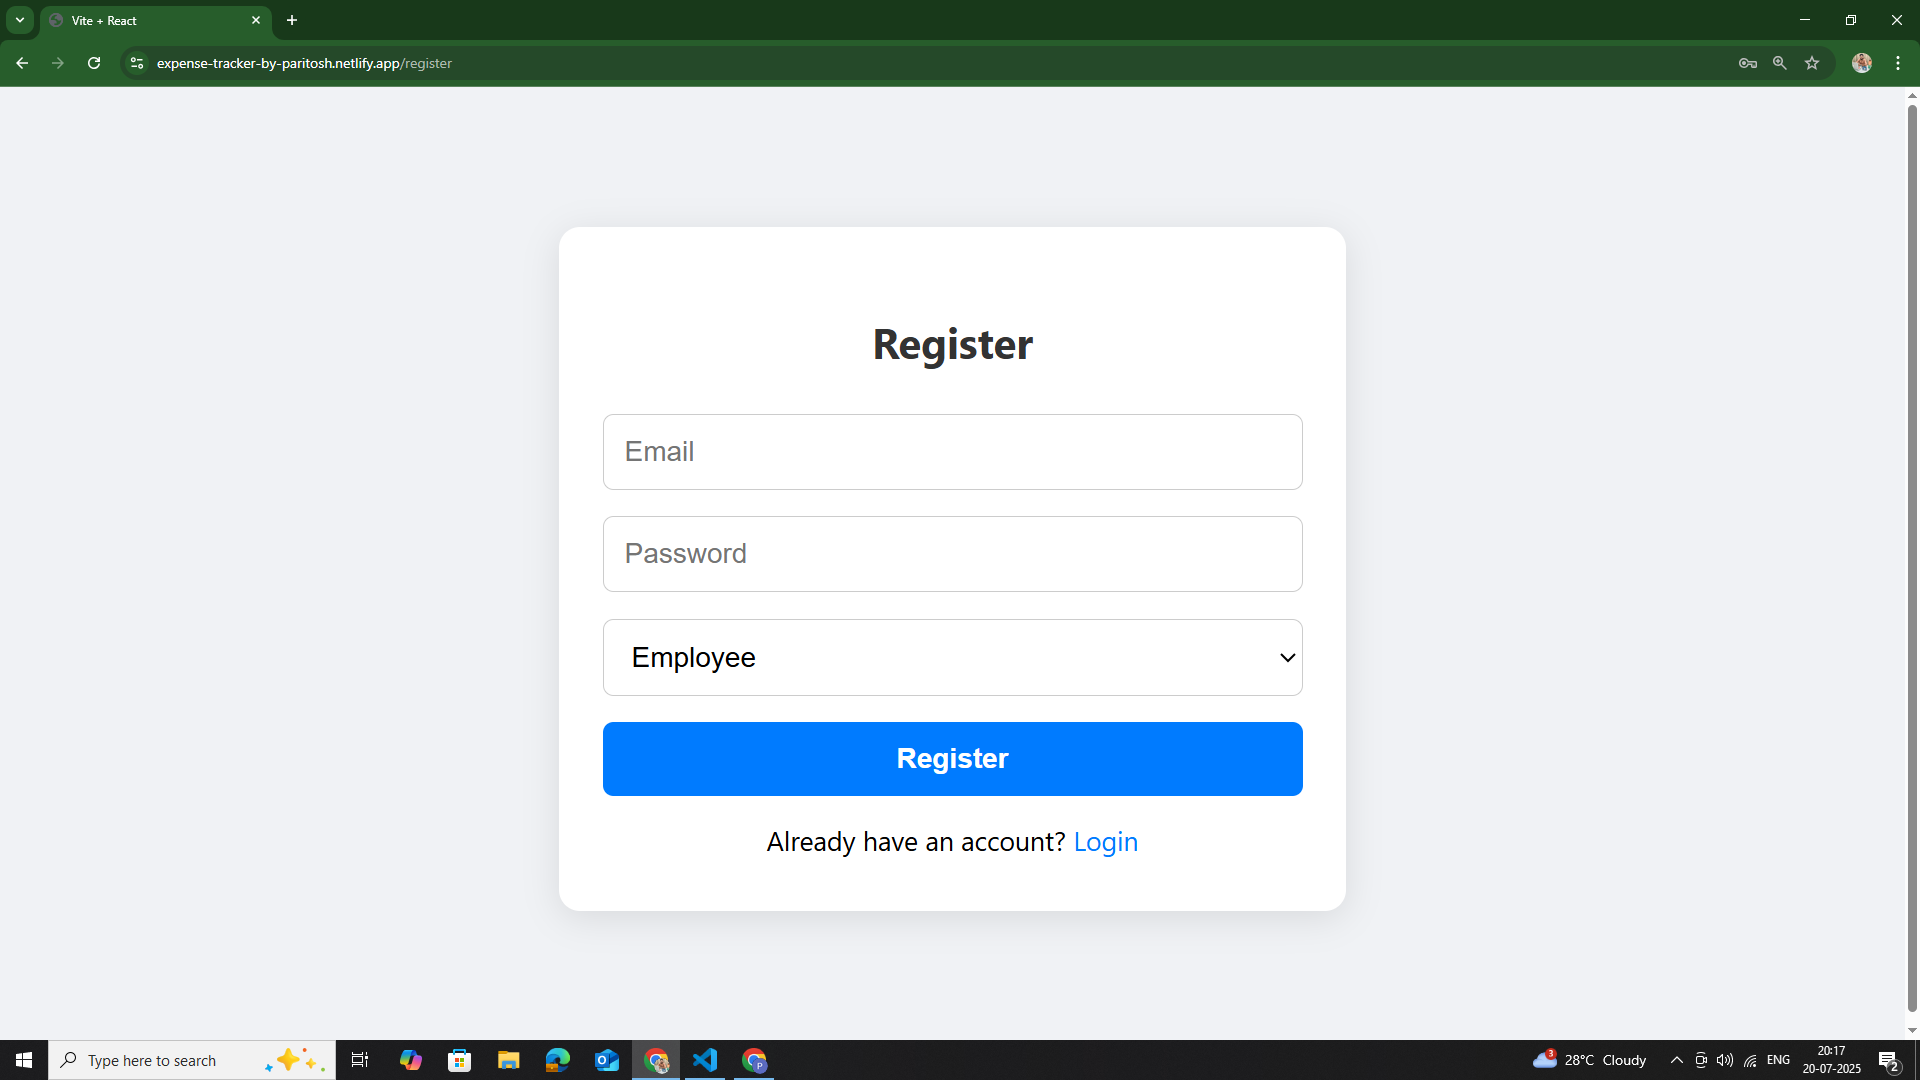 Vite + React
expense-tracker-by-paritosh.netlify.app/register
Register
Email
Password
Employee
Register
Already have an account? Login
Type here to search
3
28°C Cloudy
ENG
20:17
20-07-2025
2
P